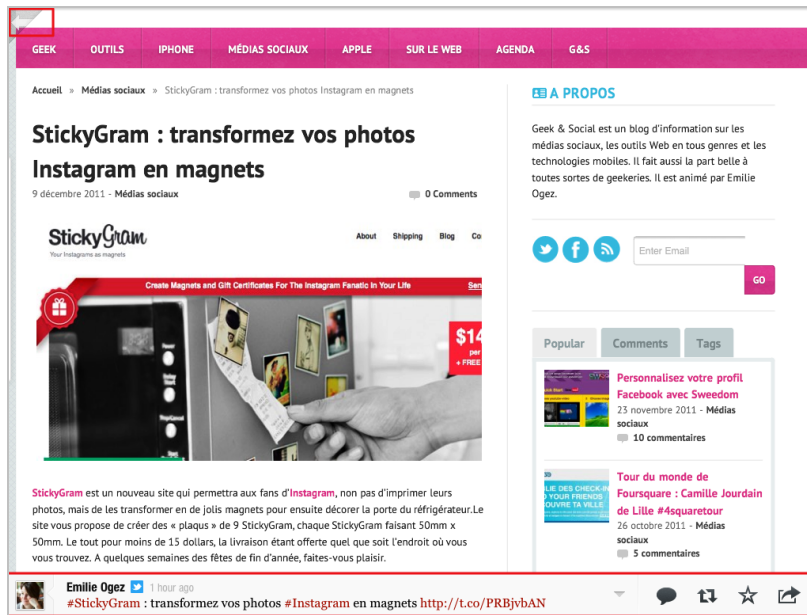 GEEK OUTILS IPHONE MÉDIAS SOCIAUX APPLE SUR LE WEB AGENDA G&S
Accueil » Médias sociaux » StickyGram : transformez vos photos Instagram en magnets
StickyGram : transformez vos photos
Instagram en magnets
9 décembre 2011 - Médias sociaux
0 Comments
StickyGram
Your Instagrams as magnets
About Shipping Blog Co
Create Magnets and Gift Certificates For The Instagram Fanatic In Your Life
Sen
$14
per
+ FREE
StickyGram est un nouveau site qui permettra aux fans d'Instagram, non pas d'imprimer leurs
photos, mais de les transformer en de jolis magnets pour ensuite décorer la porte du réfrigérateur.Le
site vous propose de créer des « plaqus » de 9 StickyGram, chaque StickyGram faisant 50mm x
50mm. Le tout pour moins de 15 dollars, la livraison étant offerte quel que soit l'endroit où vous
vous trouvez. A quelques semaines des fêtes de fin d'année, faites-vous plaisir.
A PROPOS
Geek & Social est un blog d'information sur les
médias sociaux, les outils Web en tous genres et les
technologies mobiles. Il fait aussi la part belle à
toutes sortes de geekeries. Il est animé par Emilie
Ogez.
Enter Email
GO
Popular Comments Tags
Personnalisez votre profil
Facebook avec Sweedom
23 novembre 2011 - Médias
sociaux
10 commentaires
Tour du monde de
Foursquare : Camille Jourdain
de Lille #4squaretour
26 octobre 2011 - Médias
sociaux
5 commentaires
Emilie Ogez 1 hour ago
#StickyGram : transformez vos photos #Instagram en magnets http://t.co/PRBjvbAN